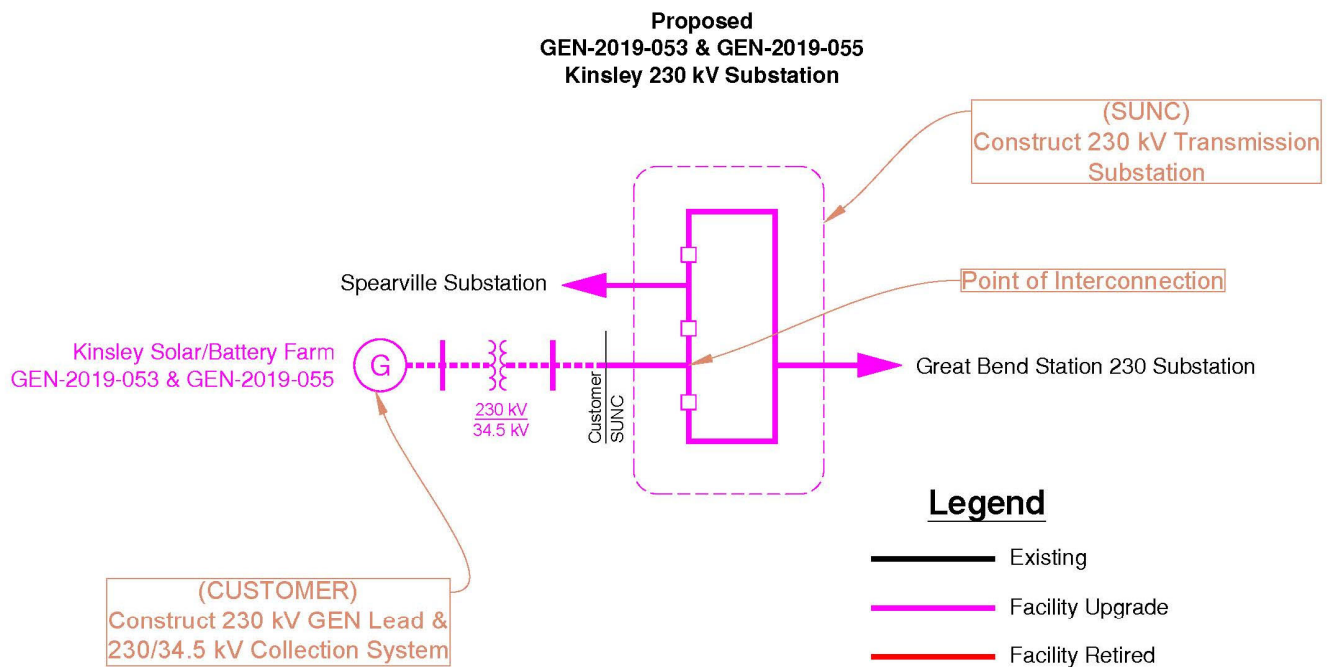 Proposed
GEN-2019-053 & GEN-2019-055
Kinsley 230 kV Substation
(SUNC)
Construct 230 kV Transmission
Substation
Spearville Substation
Point of Interconnection
Kinsley Solar/Battery Farm
GEN-2019-053 & GEN-2019-055
G
230 kV
34.5 kV
Customer
SUNC
Great Bend Station 230 Substation
(CUSTOMER)
Construct 230 kV GEN Lead &
230/34.5 kV Collection System
Legend
Existing
Facility Upgrade
Facility Retired